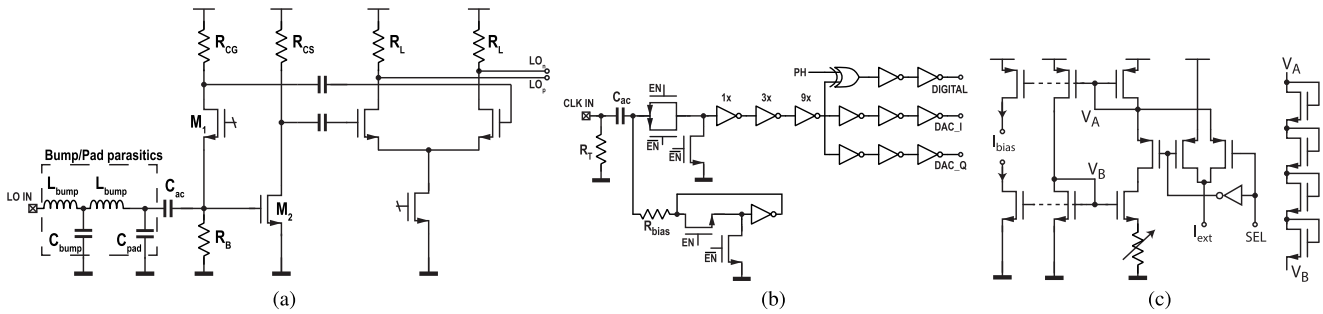 R_CG
R_CS
R_L
R_L
LO_n
LO_p
M_1
Bump/Pad parasitics
L_bump
L_bump
C_ac
LO IN
M_2
C_bump
C_pad
R_B
(a)
PH
DIGITAL
CLK IN
C_ac
EN
1x
3x
9x
R_T
EN
EN
DAC_I
DAC_Q
R_bias
EN
EN
(b)
V_A
I_bias
V_B
I_ext
SEL
V_A
V_B
(c)